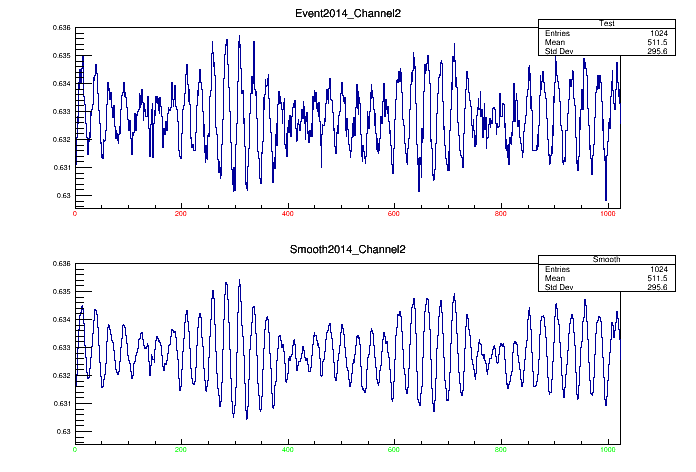 Event2014_Channel2
Test
Entries 1024
Mean 511.5
Std Dev 295.6
0.636
0.635
0.634
0.633
0.632
0.631
0.63
0 200 400 600 800 1000
Smooth2014_Channel2
Smooth
Entries 1024
Mean 511.5
Std Dev 295.6
0.636
0.635
0.634
0.633
0.632
0.631
0.63
0 200 400 600 800 1000